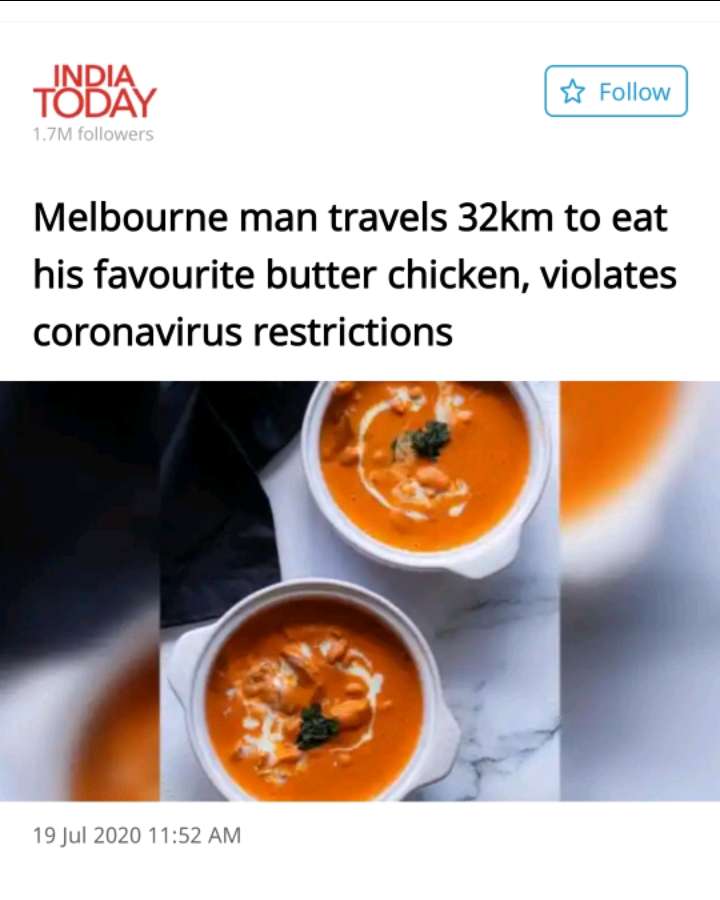 INDIA
TODAY
1.7M followers
Follow
Melbourne man travels 32km to eat
his favourite butter chicken, violates
coronavirus restrictions
19 Jul 2020 11:52 AM